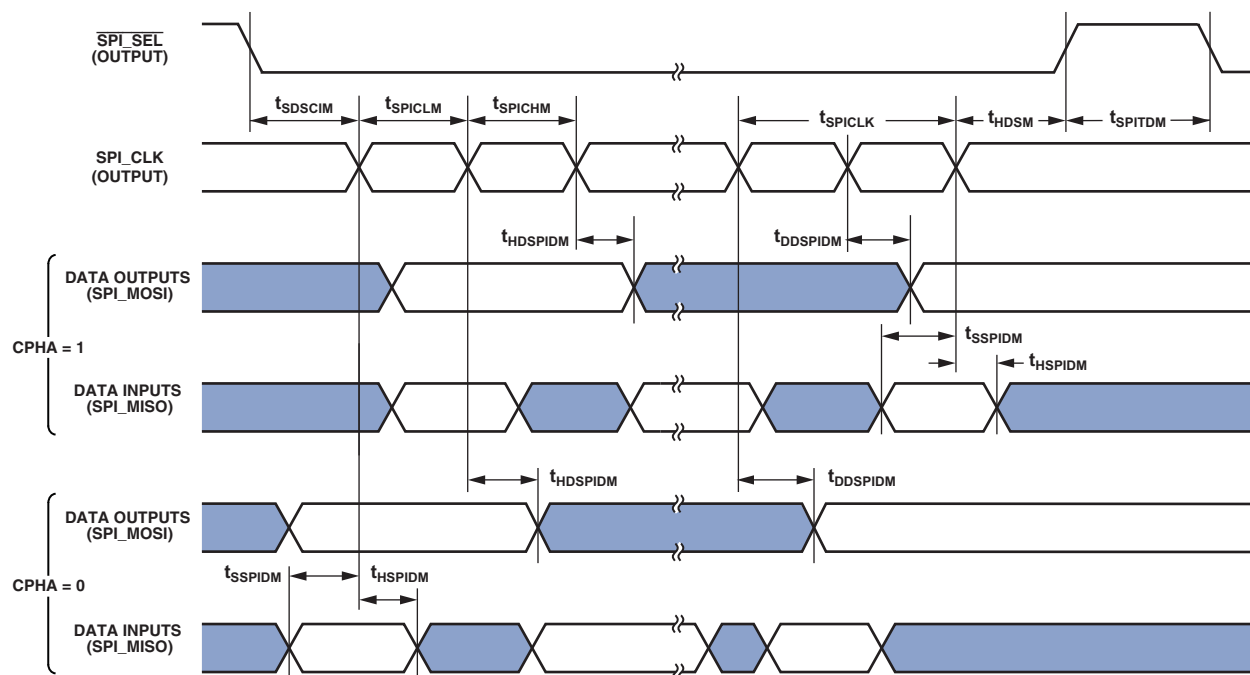 SPI_SEL
(OUTPUT)
tSDSCIM
tSPICLM
tSPICHM
tSPICLK
tHDSM
tSPITDM
SPI_CLK
(OUTPUT)
tHDSPIDM
tDDSPIDM
DATA OUTPUTS
(SPI_MOSI)
CPHA = 1
tSSPIDM
tHSPIDM
DATA INPUTS
(SPI_MISO)
tHDSPIDM
tDDSPIDM
DATA OUTPUTS
(SPI_MOSI)
CPHA = 0
tSSPIDM
tHSPIDM
DATA INPUTS
(SPI_MISO)